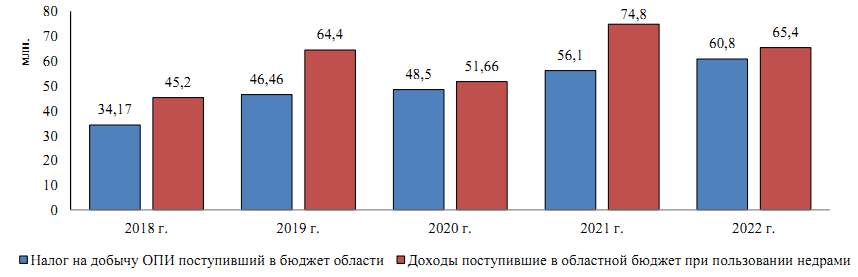 млн.
80
70
60
50
40
30
20
10
0
34,17
45,2
46,46
64,4
48,5
51,66
56,1
74,8
60,8
65,4
2018 г.
2019 г.
2020 г.
2021 г.
2022 г.
Налог на добычу ОПИ поступивший в бюджет области
Доходы поступившие в областной бюджет при пользовании недрами